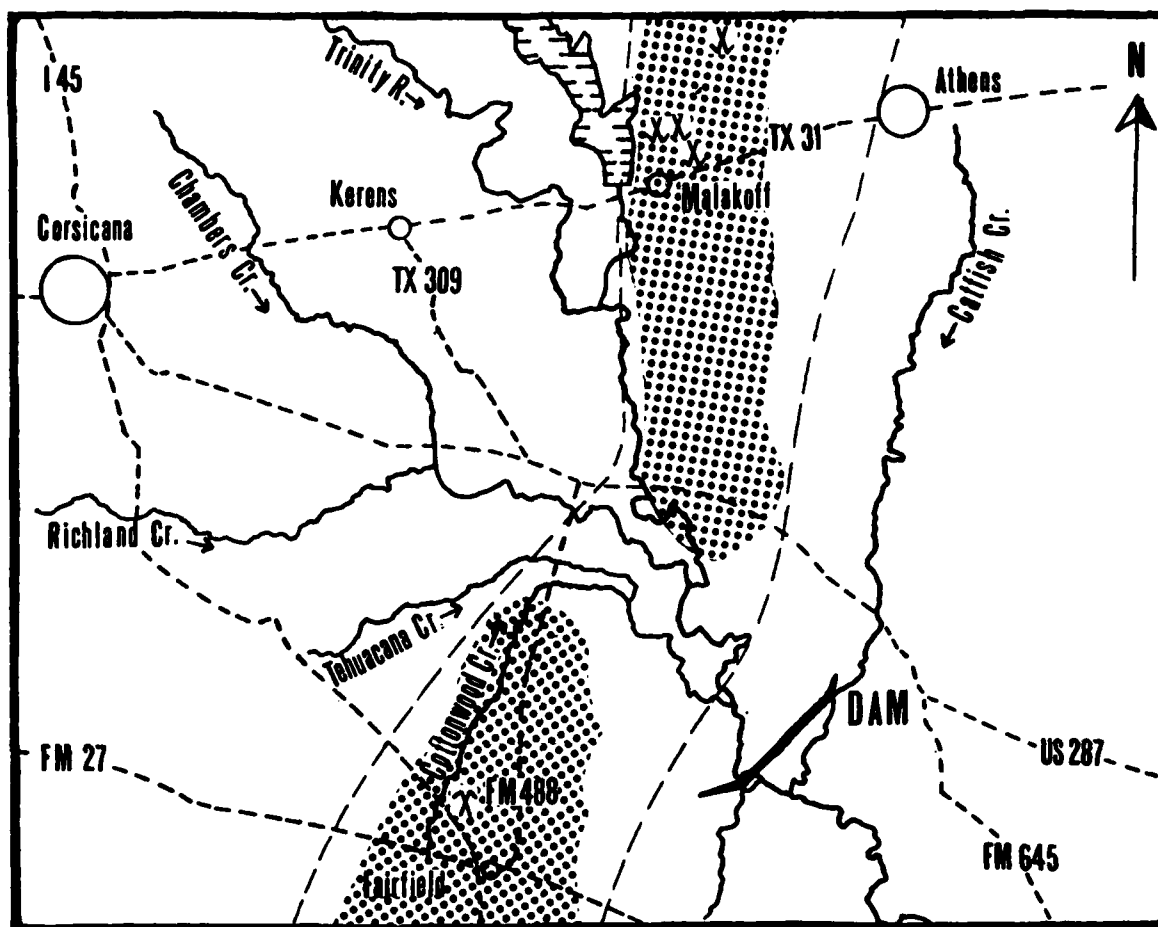 I 45
Trinity R.
Athens
N
TX 31
Malakoff
Kerens
Chambers Cr.
Corsicana
TX 309
Catfish Cr.
Richland Cr.
Tehuacana Cr.
Cottonwood Cr.
DAM
US 287
FM 27
FM 488
FM 645
Fairfield